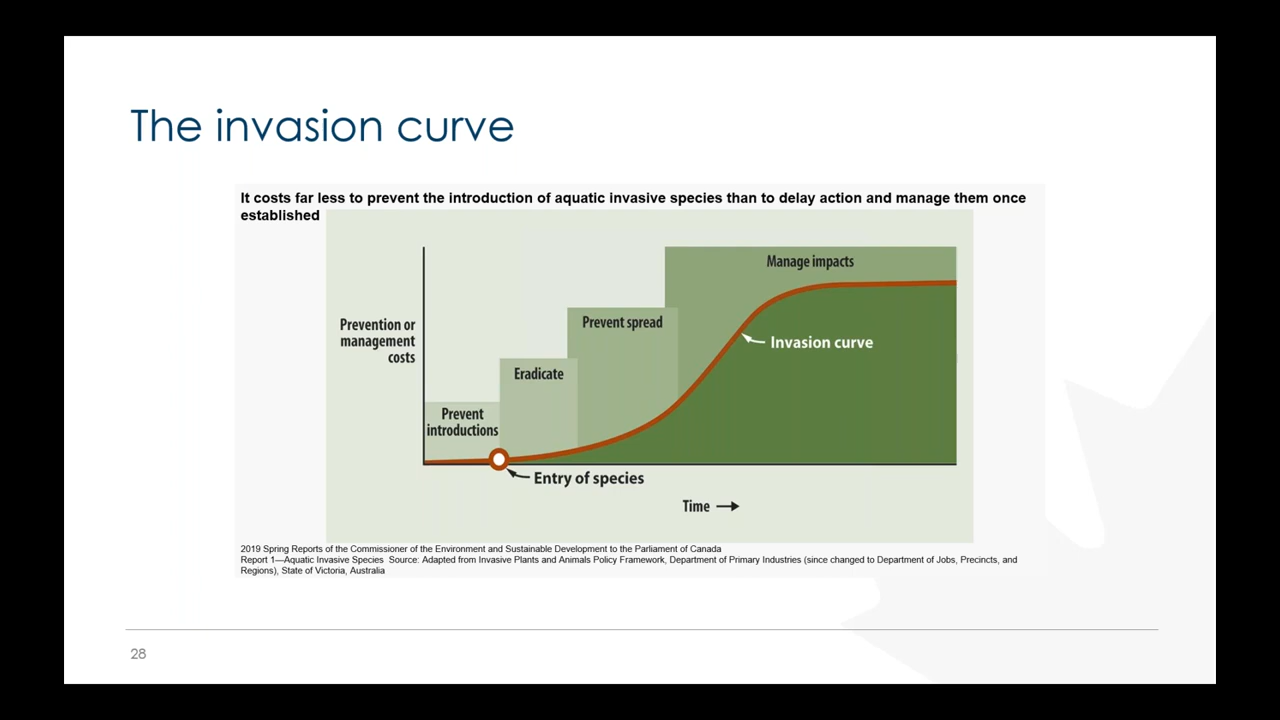 The invasion curve
It costs far less to prevent the introduction of aquatic invasive species than to delay action and manage them once
established
Manage impacts
Prevent spread
Prevention or
management
costs
Invasion curve
Eradicate
Prevent
introductions
Entry of species
Time
2019 Spring Reports of the Commissioner of the Environment and Sustainable Development to the Parliament of Canada
Report 1—Aquatic Invasive Species Source: Adapted from Invasive Plants and Animals Policy Framework, Department of Primary Industries (since changed to Department of Jobs, Precincts, and
Regions), State of Victoria, Australia
28